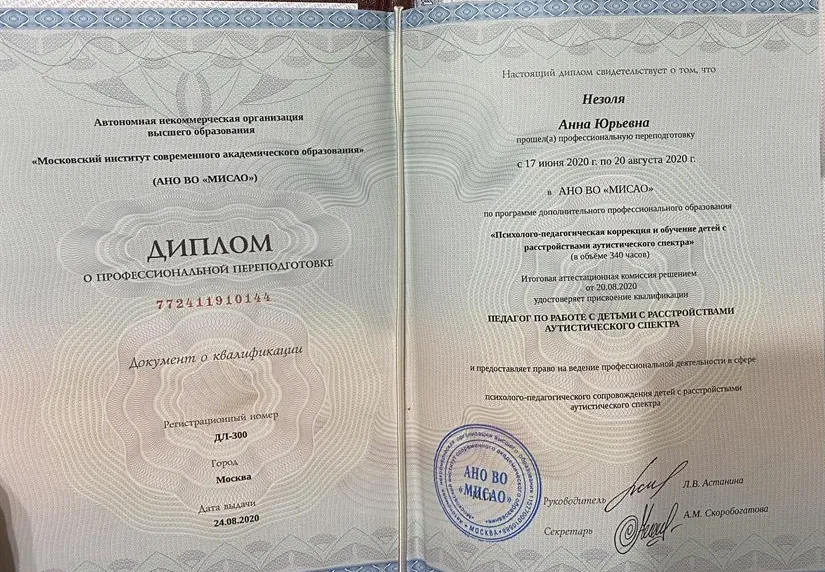 Автономная некоммерческая организация
высшего образования
«Московский институт современного академического образования»
(АНО ВО «МИСАО»)
ДИПЛОМ
О ПРОФЕССИОНАЛЬНОЙ ПЕРЕПОДГОТОВКЕ
772411910144
Документ о квалификации
Регистрационный номер
ДЛ-300
Город
Москва
Дата выдачи
24.08.2020
Настоящий диплом свидетельствует о том, что
Незоля
Анна Юрьевна
прошел(а) профессиональную переподготовку
с 17 июня 2020 г. по 20 августа 2020 г.
в АНО ВО «МИСАО»
по программе дополнительного профессионального образования
«Психолого-педагогическая коррекция и обучение детей с
расстройствами аутистического спектра»
(в объёме 340 часов)
Итоговая аттестационная комиссия решением
от 20.08.2020
удостоверяет присвоение квалификации
ПЕДАГОГ ПО РАБОТЕ С ДЕТЬМИ С РАССТРОЙСТВАМИ
АУТИСТИЧЕСКОГО СПЕКТРА
и предоставляет право на ведение профессиональной деятельности в сфере
психолого-педагогического сопровождения детей с расстройствами
аутистического спектра
АНО ВО
«МИСАО»
МОСКВА
Руководитель
Л.В. Астанина
Секретарь
А.М. Скоробогатова